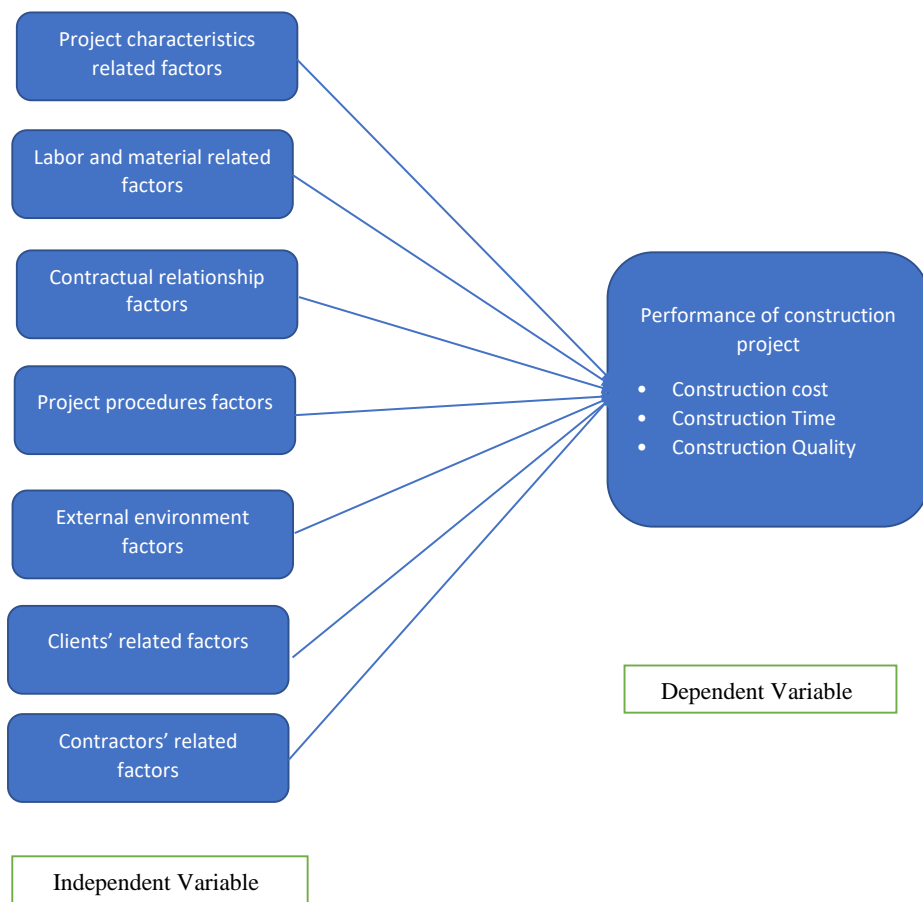 Project characteristics
related factors
Labor and material related
factors
Contractual relationship
factors
Project procedures factors
External environment
factors
Clients’ related factors
Contractors’ related
factors
Independent Variable
Performance of construction
project
• Construction cost
• Construction Time
• Construction Quality
Dependent Variable